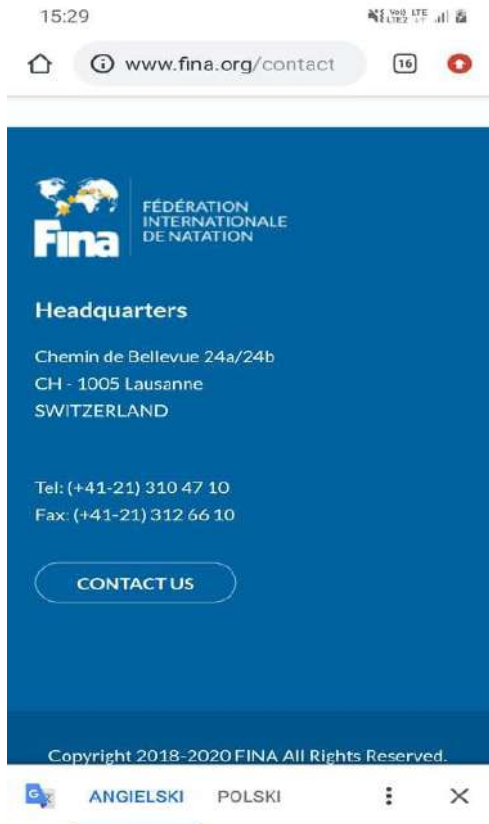 15:29
LTE
www.fina.org/contact
16
Fina
FÉDÉRATION
INTERNATIONALE
DE NATATION
Headquarters
Chemin de Bellevue 24a/24b
CH - 1005 Lausanne
SWITZERLAND
Tel: (+41-21) 310 47 10
Fax: (+41-21) 312 66 10
CONTACT US
Copyright 2018-2020 FINA All Rights Reserved.
G
ANGIELSKI POLSKI